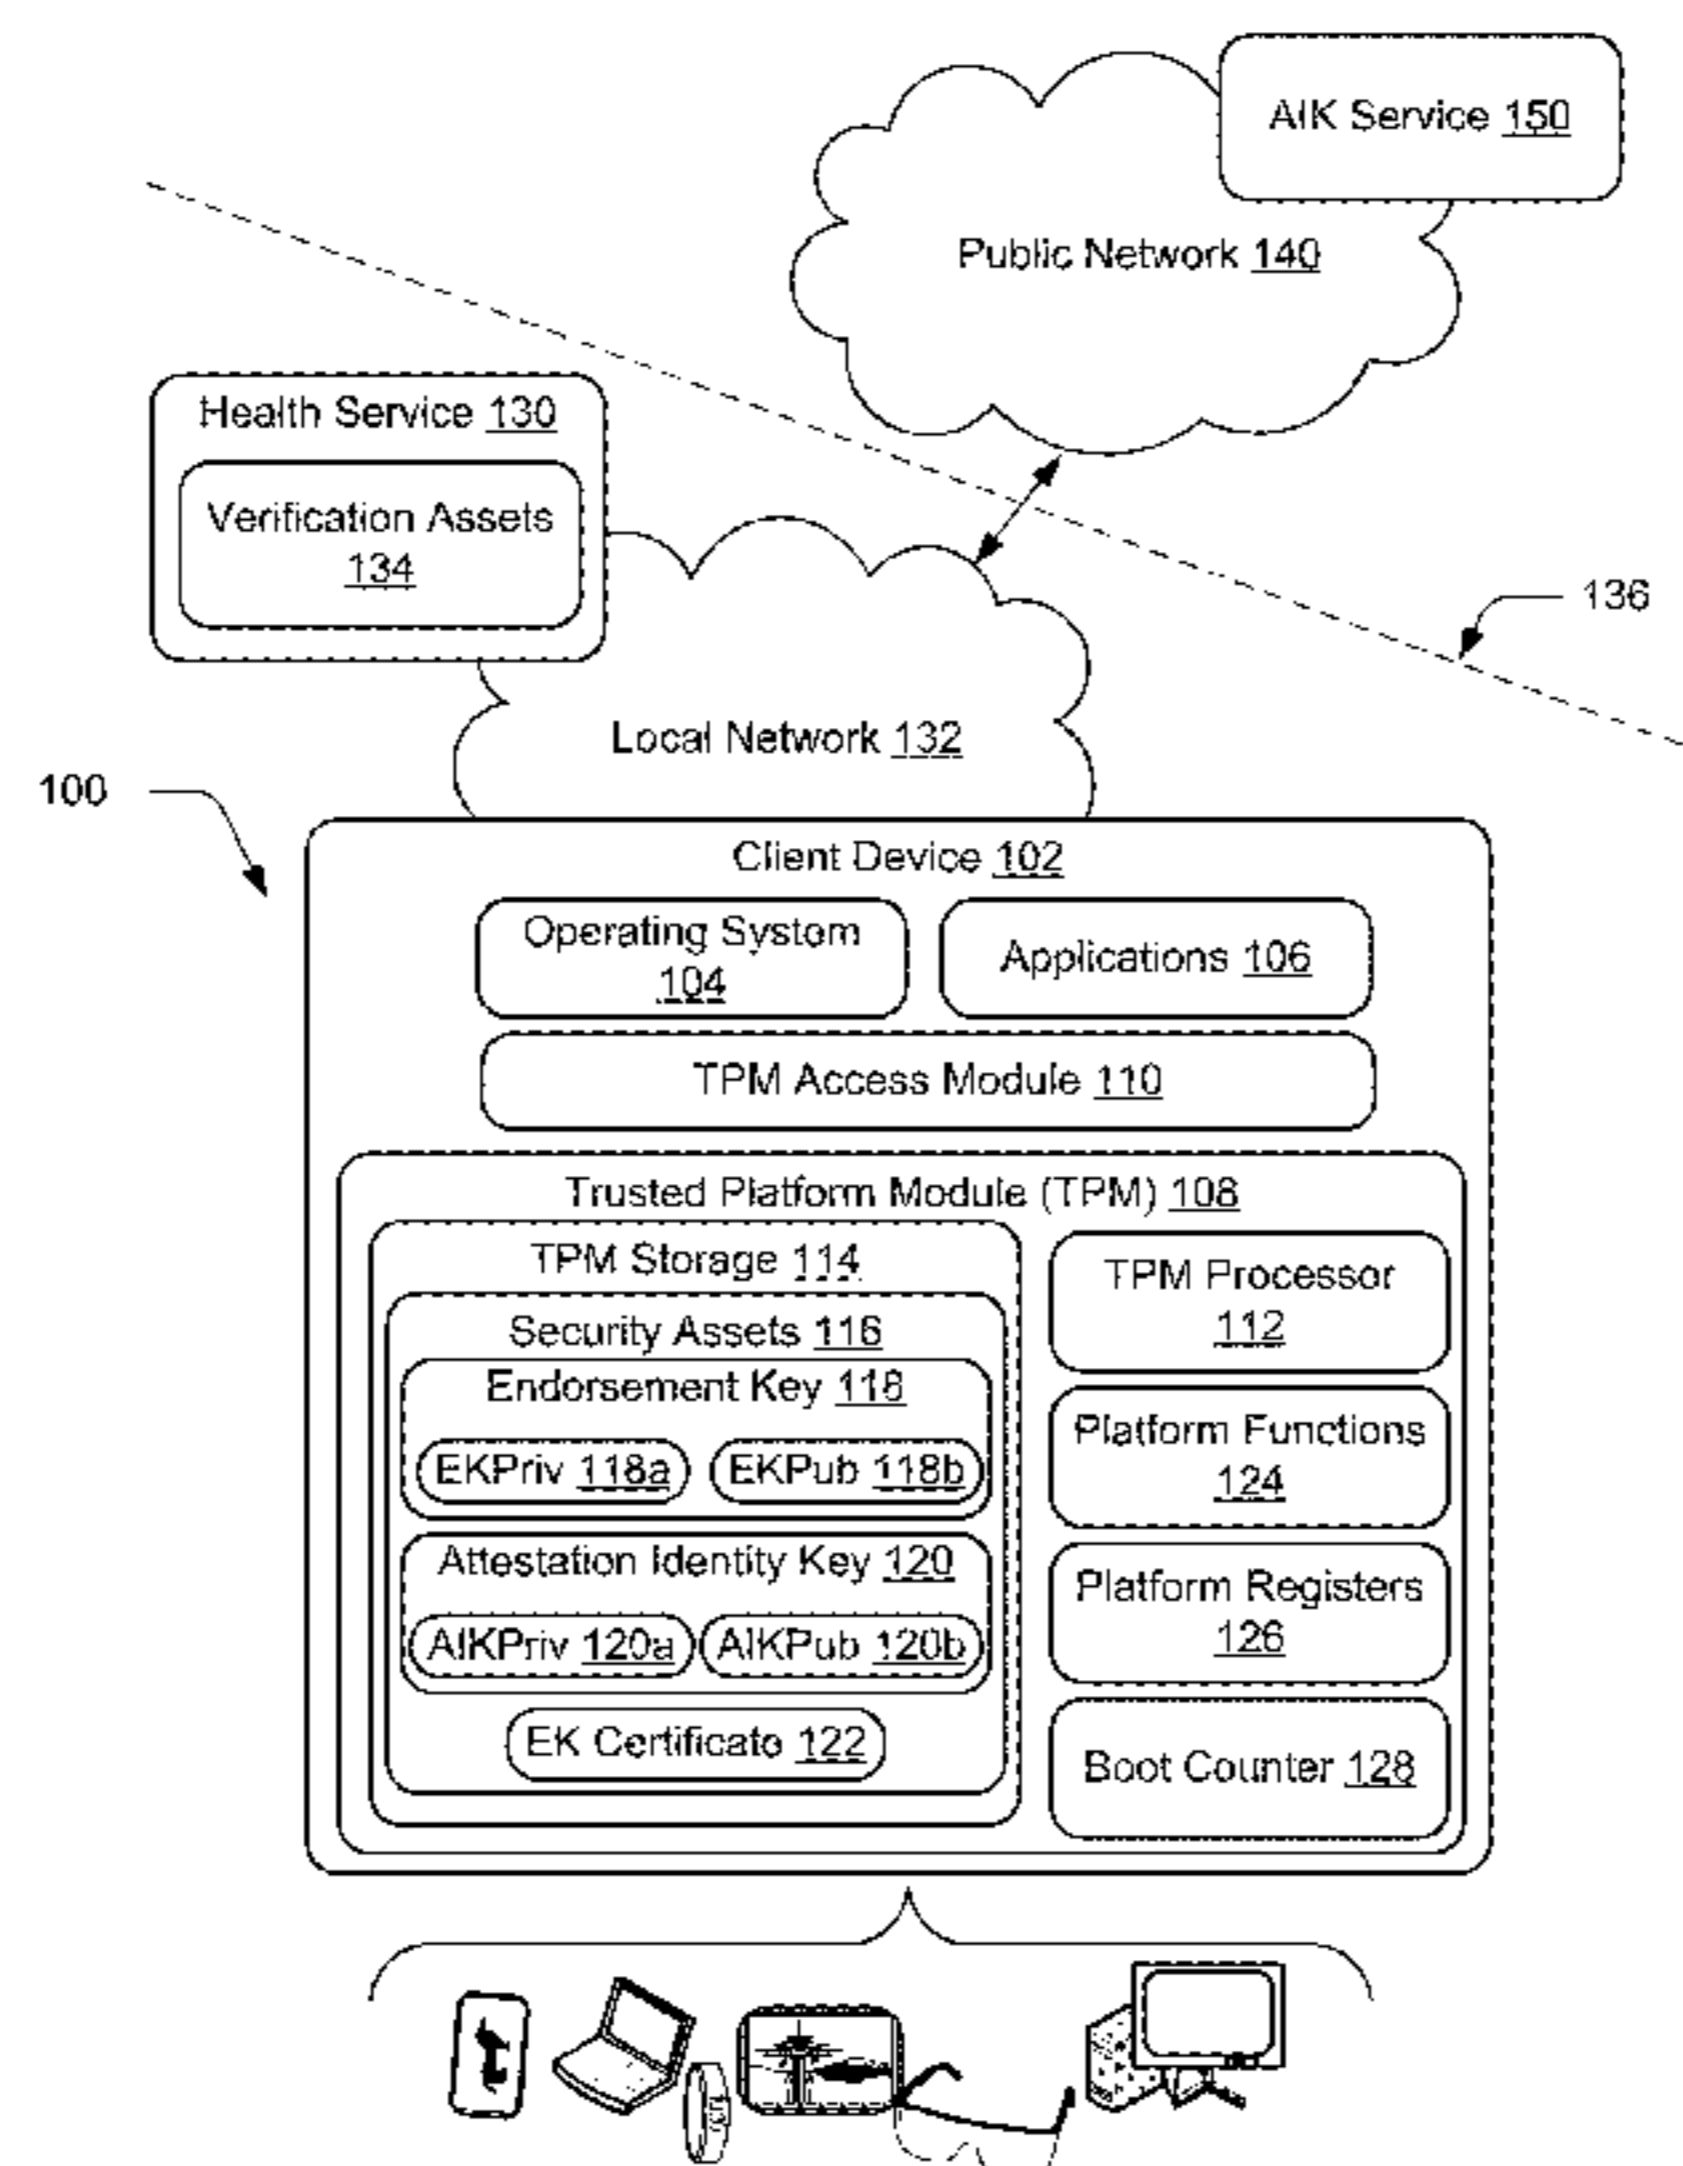 AIK Service 150
Public Network 140
Health Service 130
Verification Assets
134
136
Local Network 132
100
Client Device 102
Operating System
104
Applications 106
TPM Access Module 110
Trusted Platform Module (TPM) 108
TPM Storage 114
TPM Processor
112
Security Assets 116
Endorsement Key 118
EKPriv 118a
EKPub 118b
Platform Functions
124
Attestation Identity Key 120
AIKPriv 120a
AIKPub 120b
Platform Registers
126
EK Certificate 122
Boot Counter 128